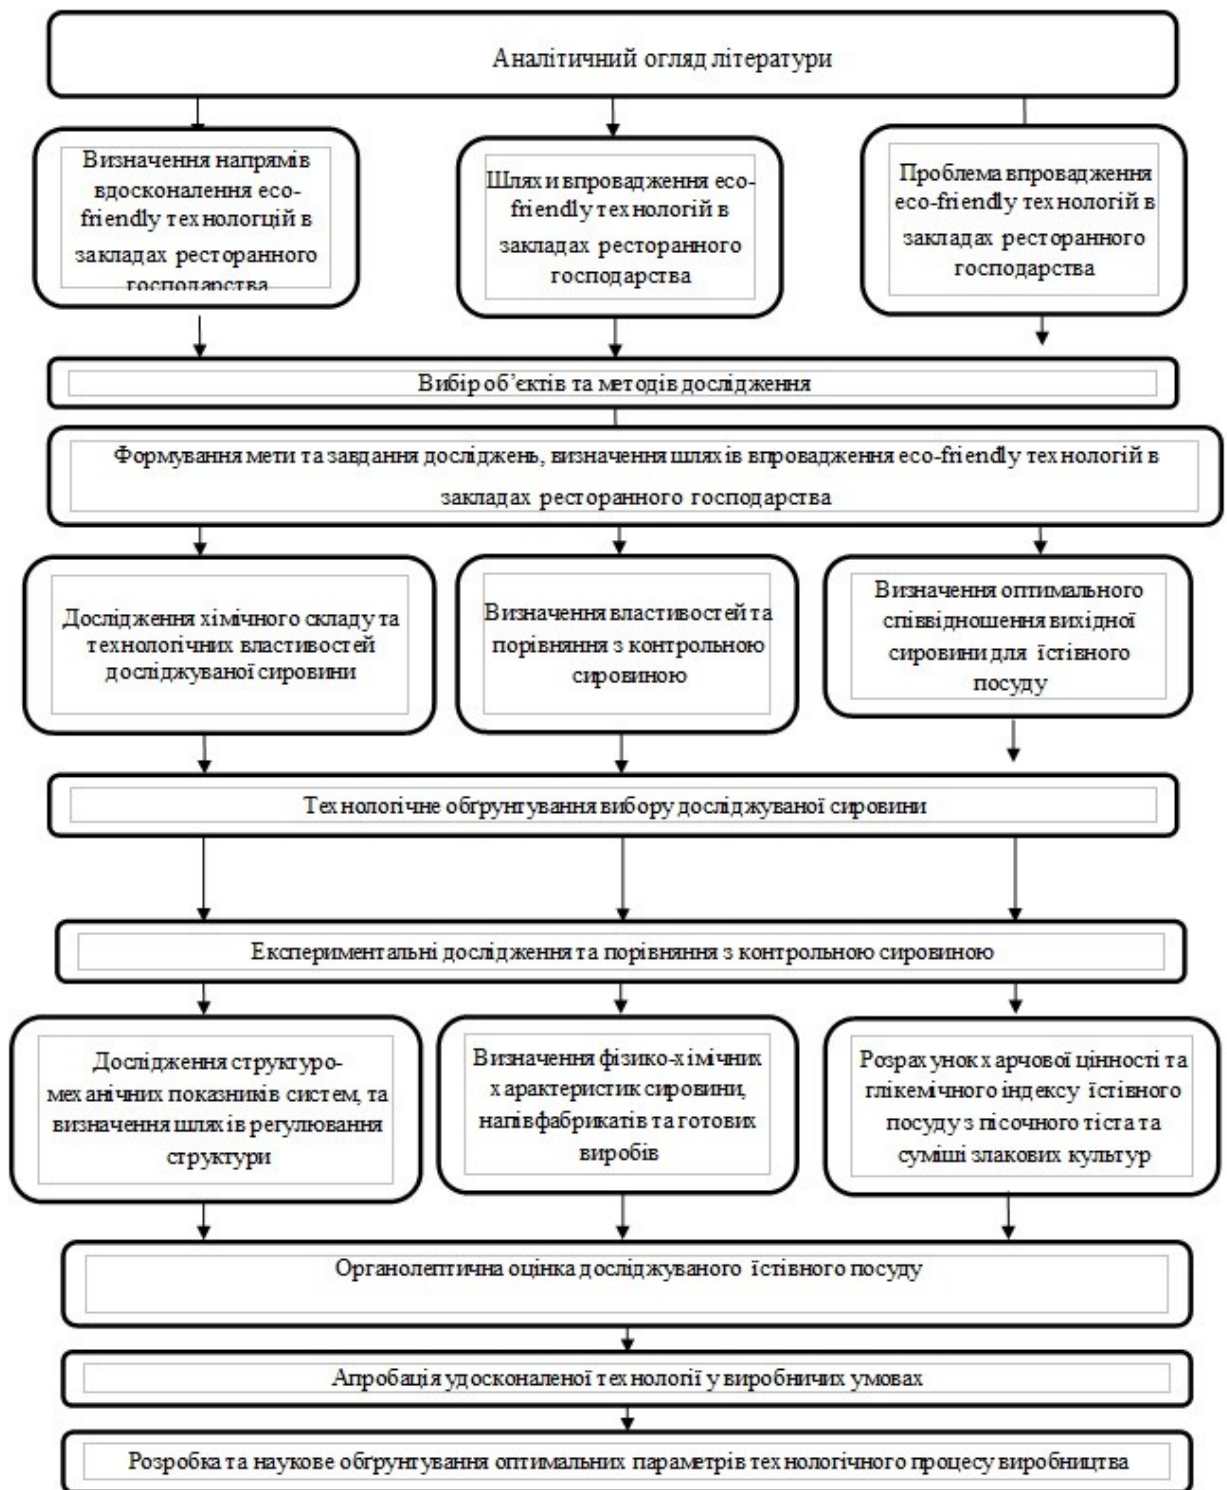 Аналітичний огляд літератури
Визначення напрямів
вдосконалення eco-
friendly технологцій в
закладах ресторанного
господарства
Шляхи впровадження eco-
friendly технологій в
закладах ресторанного
господарства
Проблема впровадження
eco-friendly технологій в
закладах ресторанного
господарства
Вибір об’єктів та методів дослідження
Формування мети та завдання досліджень, визначення шляхів впровадження eco-friendly технологій в
закладах ресторанного господарства
Дослідження хімічного складу та
технологічних властивостей
досліджуваної сировини
Визначення властивостей та
порівняння з контрольною
сировиною
Визначення оптимального
співвідношення вихідної
сировини для їстівного
посуду
Технологічне обґрунтування вибору досліджуваної сировини
Експериментальні дослідження та порівняння з контрольною сировиною
Дослідження структуро-
механічних показників систем, та
визначення шляхів регулювання
структури
Визначення фізико-хімічних
характеристик сировини,
напівфабрикатів та готових
виробів
Розрахунок харчової цінності та
глікемічного індексу їстівного
посуду з пісочного тіста та
суміші злакових культур
Органолептична оцінка досліджуваного їстівного посуду
Апробація удосконаленої технології у виробничих умовах
Розробка та наукове обґрунтування оптимальних параметрів технологічного процесу виробництва